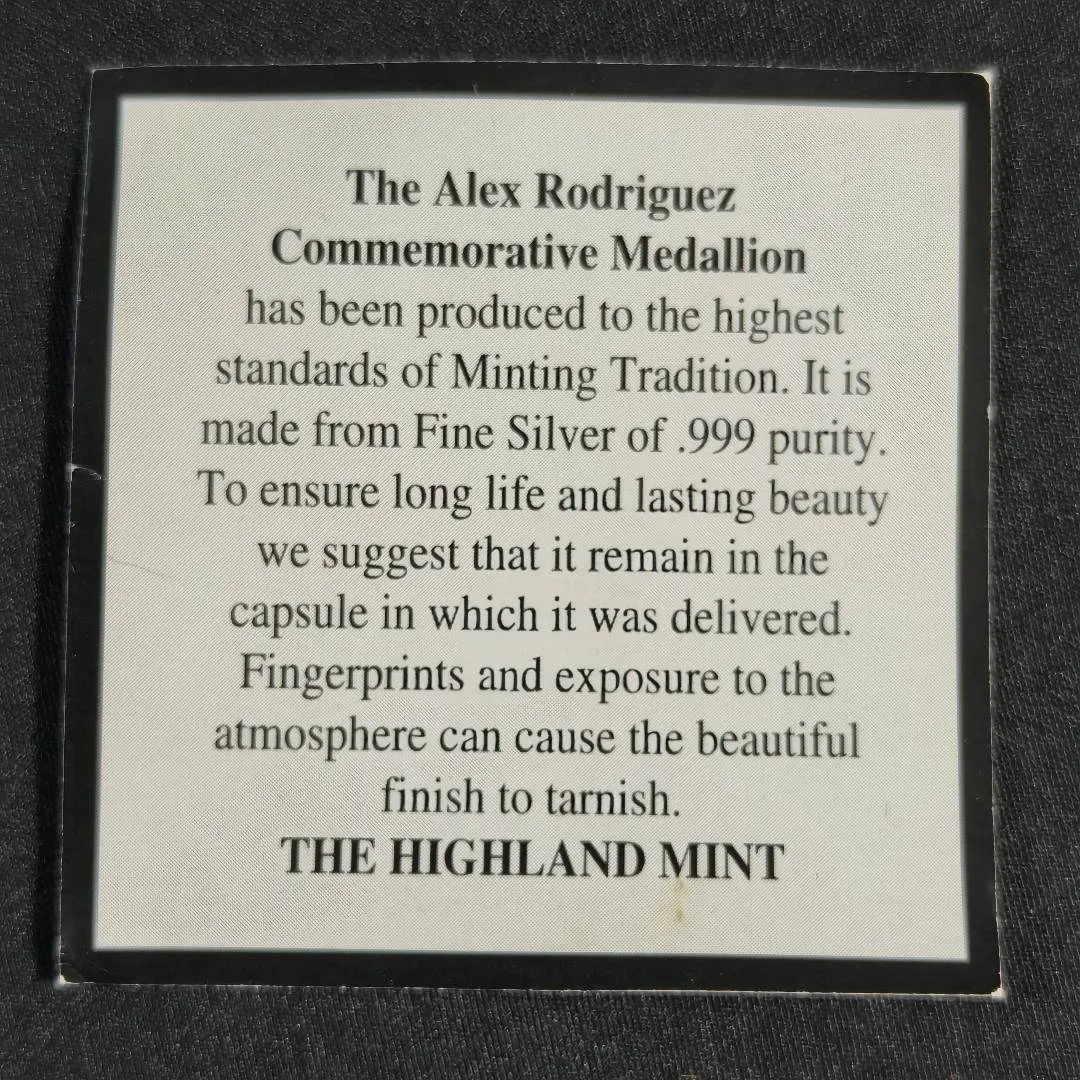 The Alex Rodriguez
Commemorative Medallion
has been produced to the highest
standards of Minting Tradition. It is
made from Fine Silver of .999 purity.
To ensure long life and lasting beauty
we suggest that it remain in the
capsule in which it was delivered.
Fingerprints and exposure to the
atmosphere can cause the beautiful
finish to tarnish.
THE HIGHLAND MINT